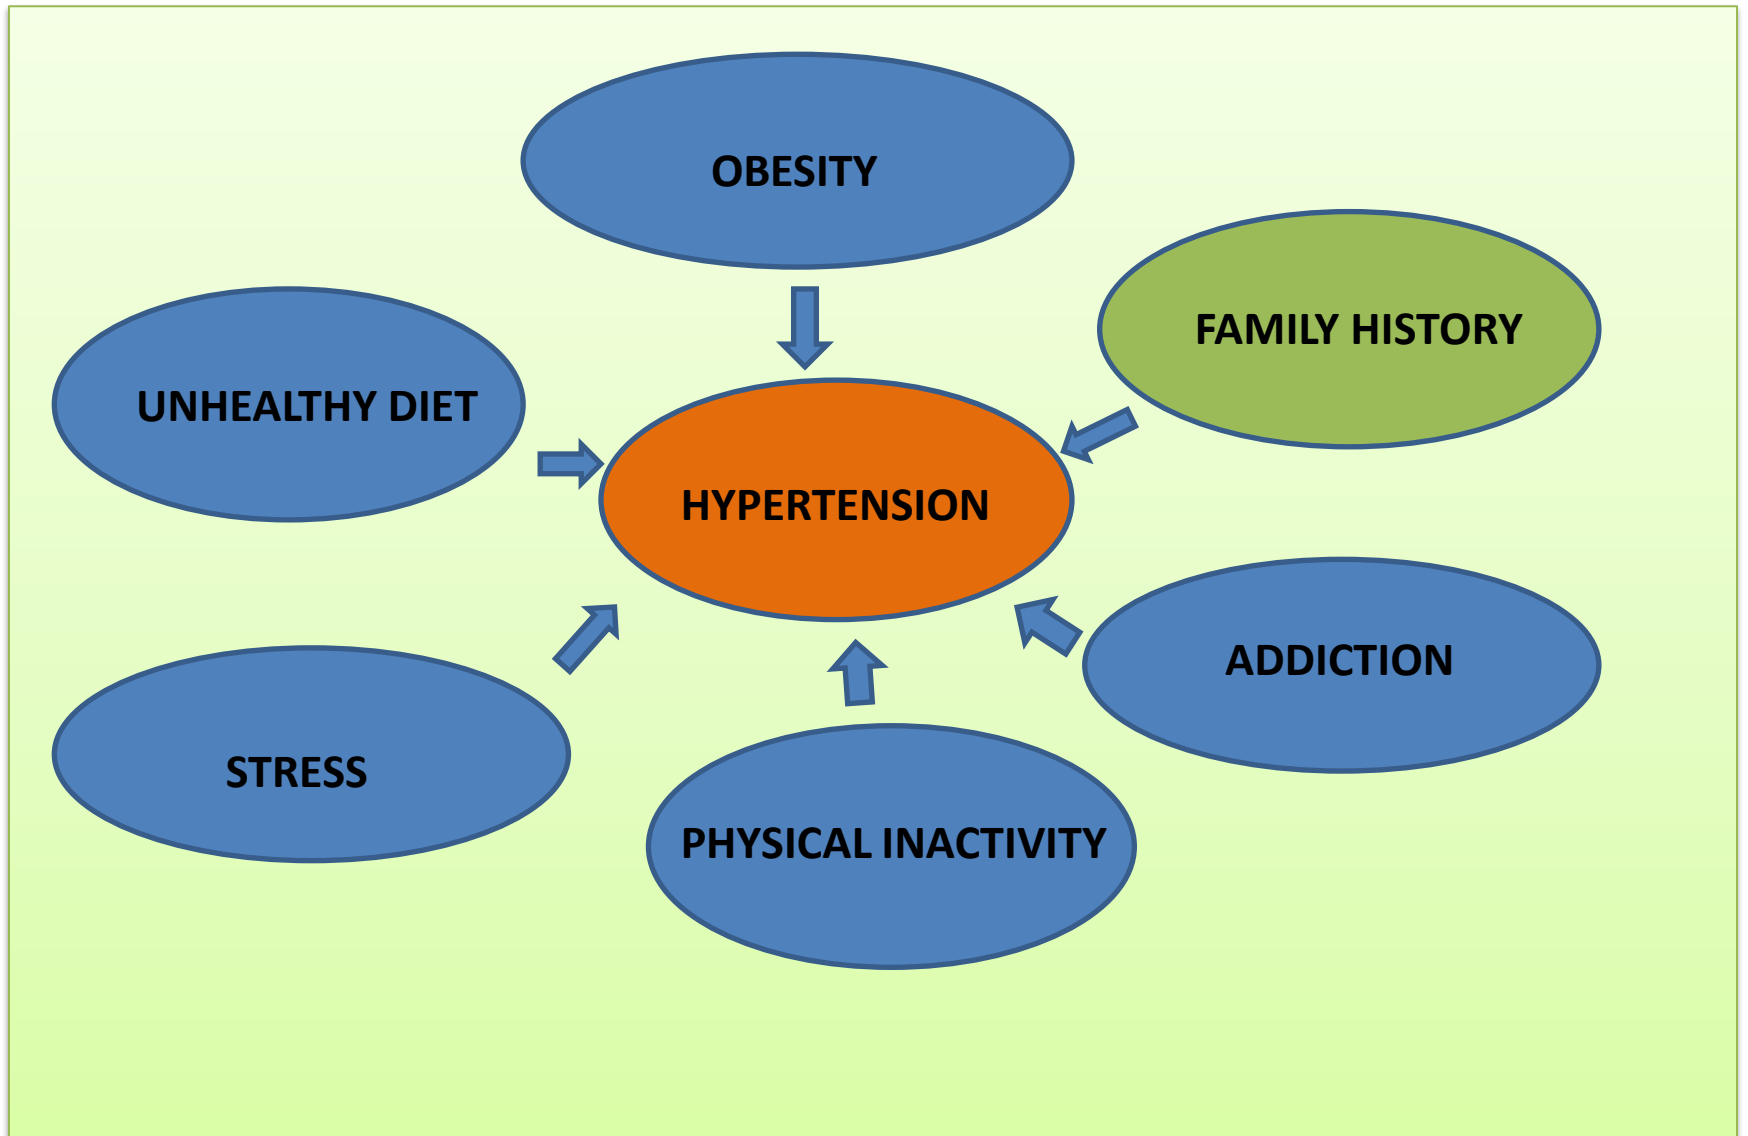 OBESITY
FAMILY HISTORY
UNHEALTHY DIET
HYPERTENSION
ADDICTION
STRESS
PHYSICAL INACTIVITY